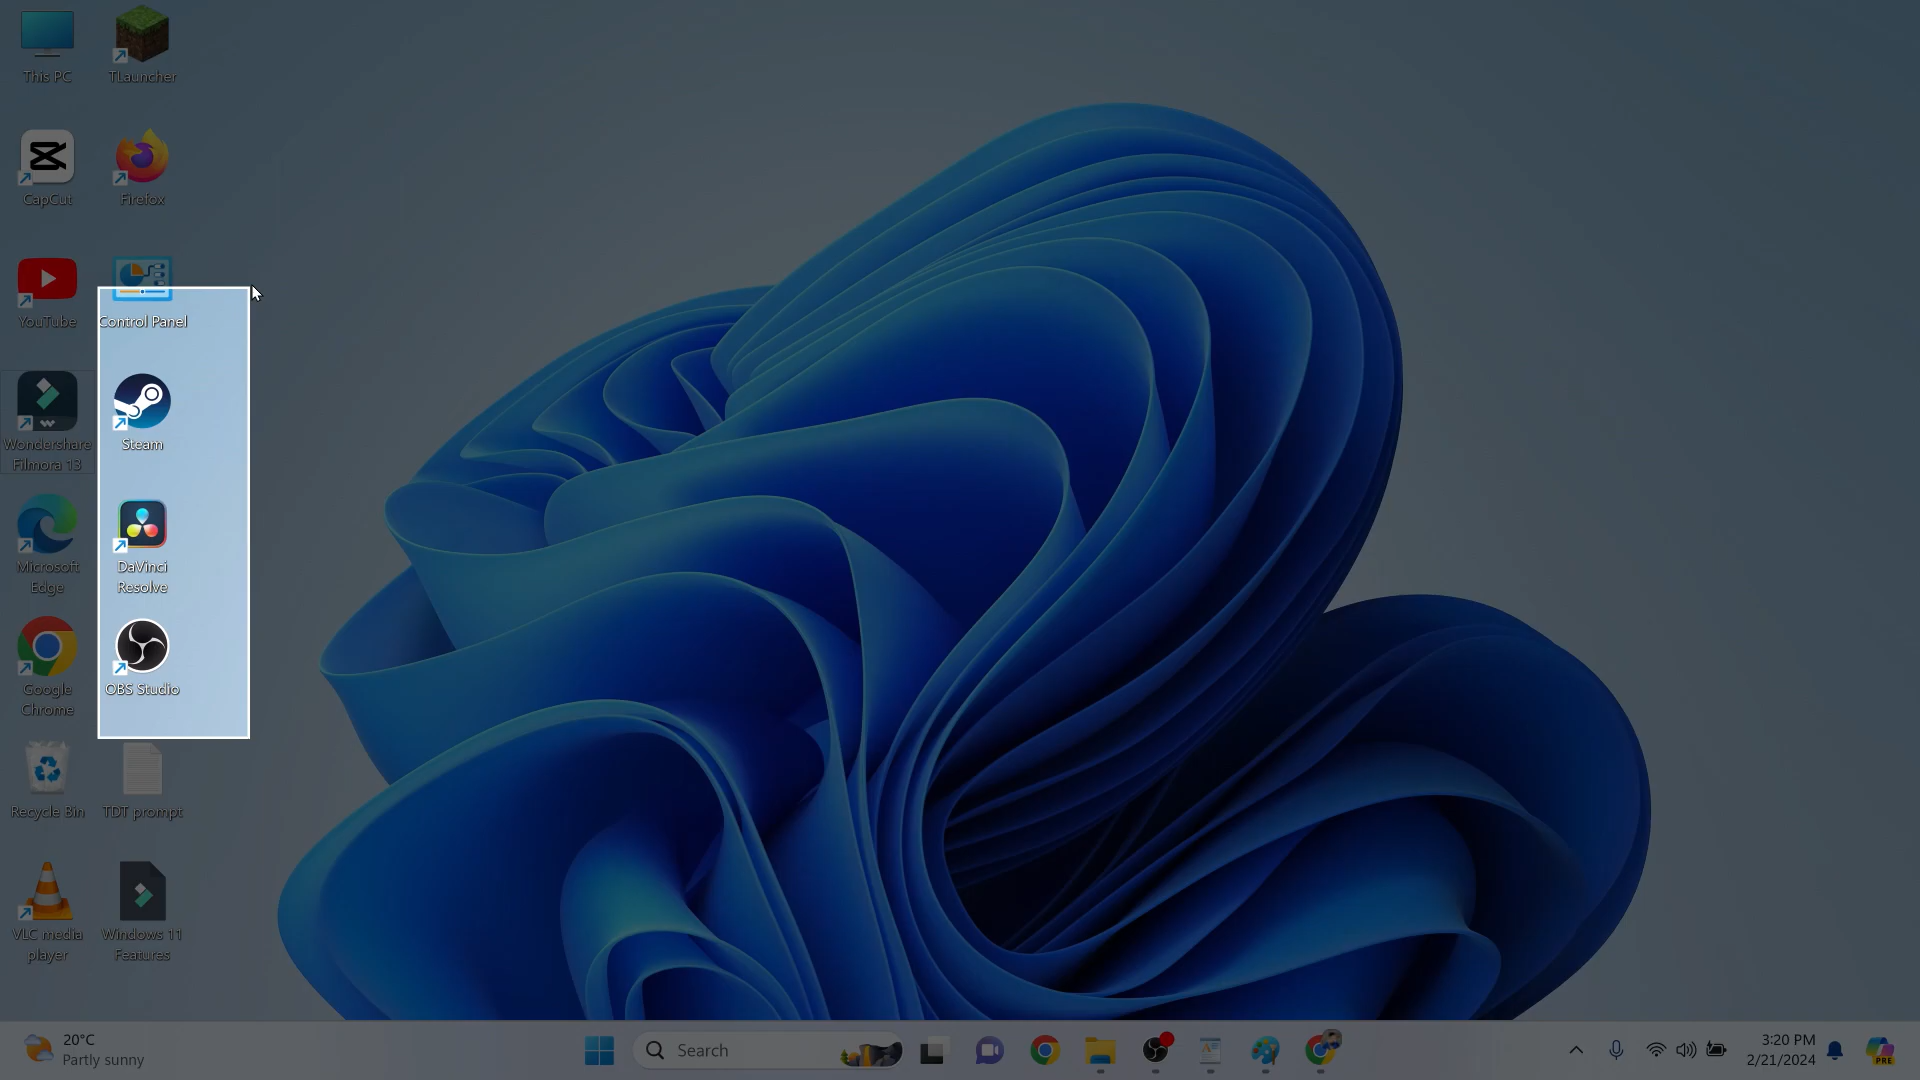 This PC
TLauncher
CapCut
Firefox
YouTube
Control Panel
Wondershare
Filmora 13
Steam
Microsoft
Edge
DaVinci
Resolve
Google
Chrome
OBS Studio
Recycle Bin
TDT prompt
VLC media
player
Windows 11
Features
20°C
Partly sunny
Search
3:20 PM
2/21/2024
PRE